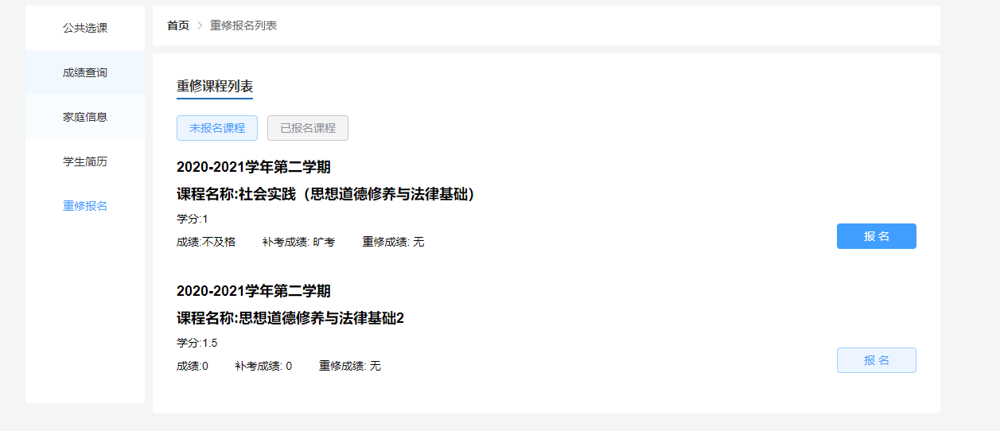 公共选课
成绩查询
家庭信息
学生简历
重修报名
首页 > 重修报名列表
重修课程列表
未报名课程 已报名课程
2020-2021学年第二学期
课程名称:社会实践（思想道德修养与法律基础）
学分:1
成绩:不及格 补考成绩: 旷考 重修成绩: 无
报 名
2020-2021学年第二学期
课程名称:思想道德修养与法律基础2
学分:1.5
成绩:0 补考成绩: 0 重修成绩: 无
报 名